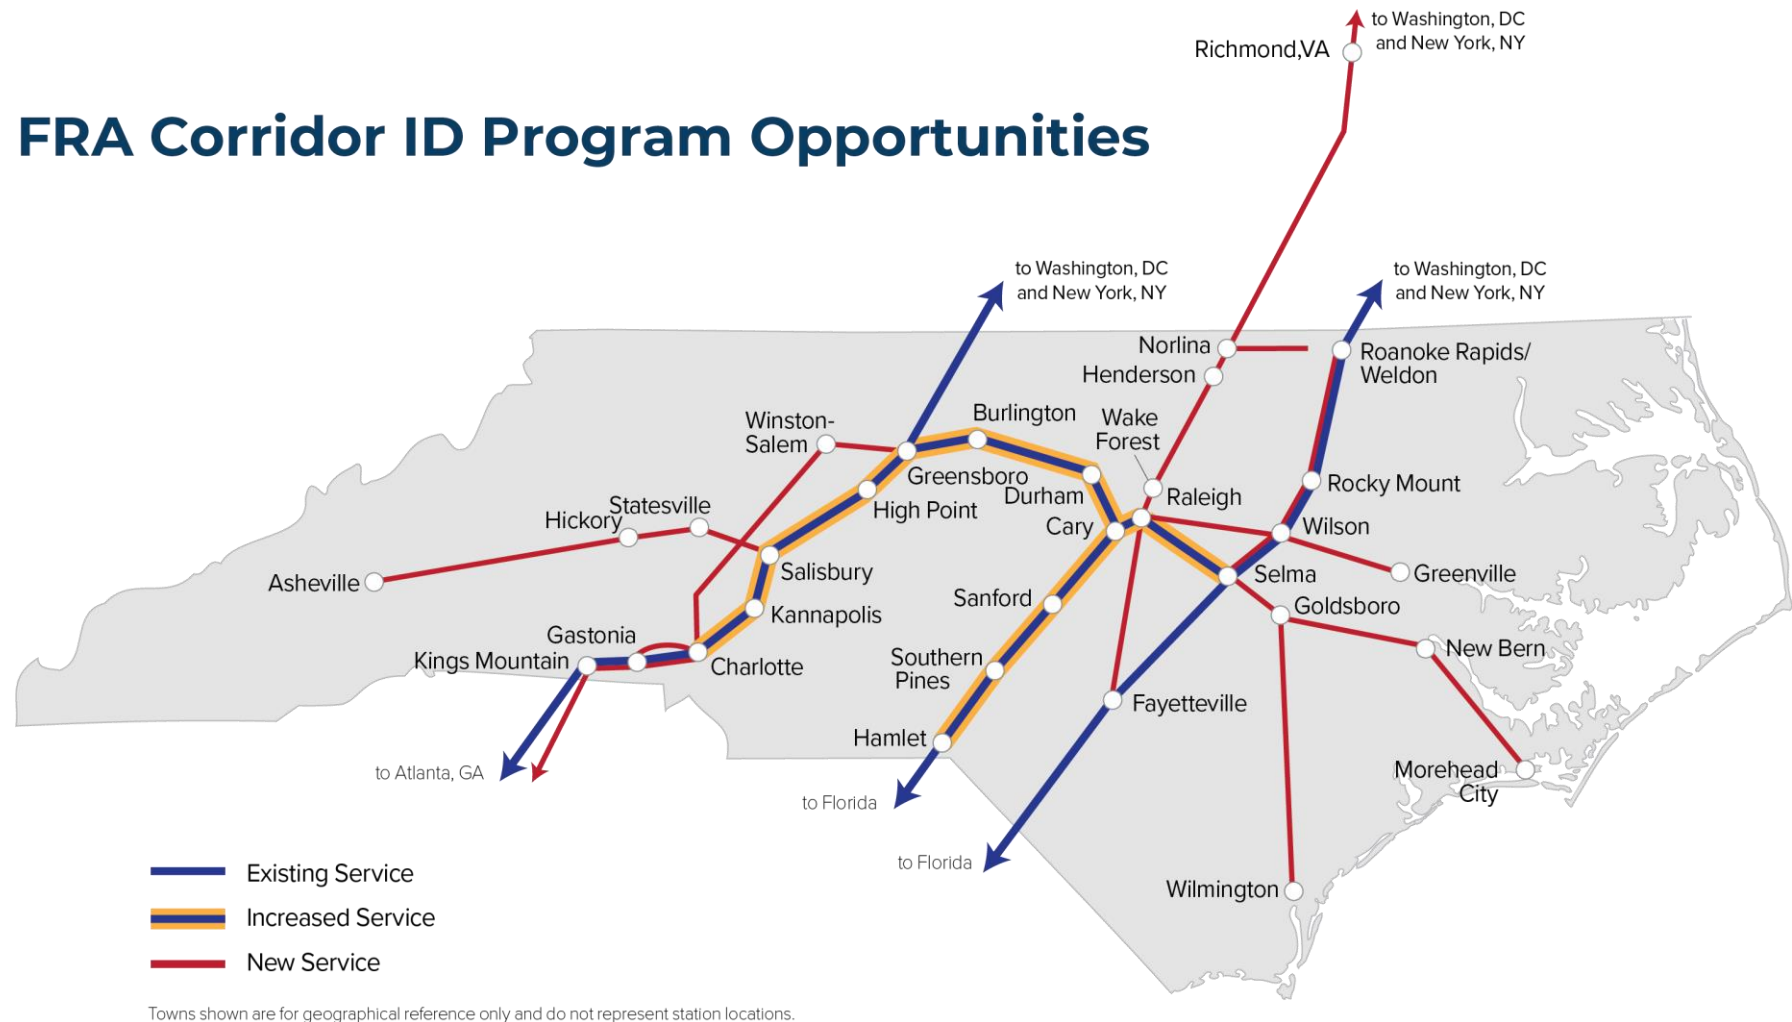 to Washington, DC
and New York, NY
Richmond,VA
FRA Corridor ID Program Opportunities
to Washington, DC
and New York, NY
to Washington, DC
and New York, NY
Norlina
Roanoke Rapids/
Weldon
Henderson
Winston-
Salem
Burlington
Wake
Forest
Greensboro
Durham
Raleigh
Rocky Mount
High Point
Statesville
Hickory
Cary
Wilson
Asheville
Salisbury
Selma
Greenville
Sanford
Goldsboro
Kannapolis
Gastonia
Kings Mountain
Charlotte
Southern
Pines
New Bern
Fayetteville
Hamlet
to Atlanta, GA
Morehead
City
to Florida
to Florida
Wilmington
Existing Service
Increased Service
New Service
Towns shown are for geographical reference only and do not represent station locations.